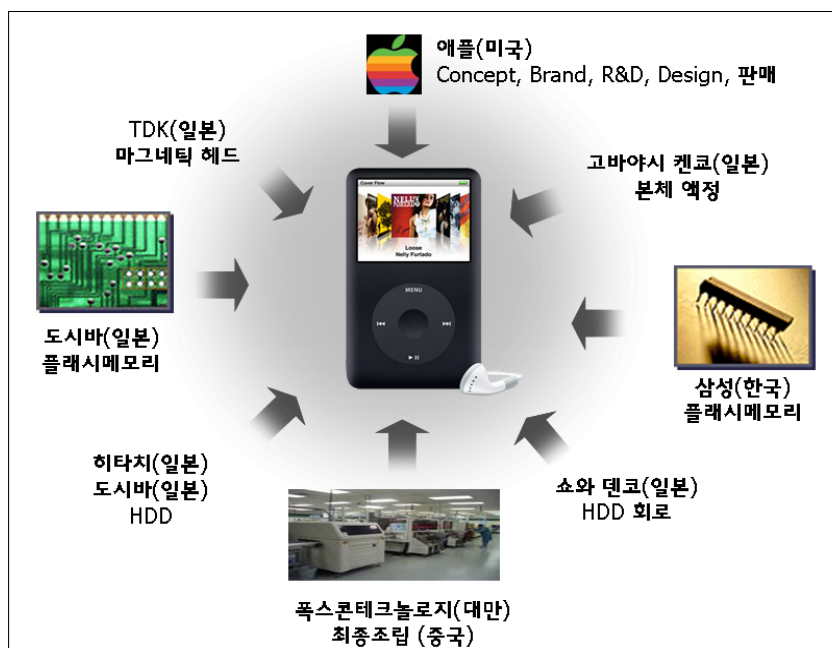 애플(미국)
Concept, Brand, R&D, Design, 판매
TDK(일본)
마그네틱 헤드
고바야시 켄쿄(일본)
본체 액정
Cover Flow
NELLY
FURTADO
Loose
Nelly Furtado
MENU
도시바(일본)
플래시메모리
삼성(한국)
플래시메모리
히타치(일본)
도시바(일본)
HDD
쇼와 덴코(일본)
HDD 회로
폭스콘테크놀로지(대만)
최종조립 (중국)